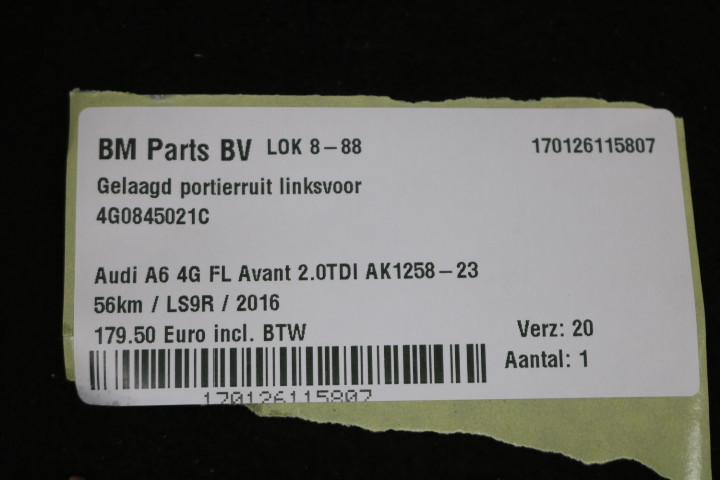 BM Parts BV LOK 8-88 170126115807
Gelaagd portierruit linksvoor
4G0845021C
Audi A6 4G FL Avant 2.0TDI AK1258-23
56km / LS9R / 2016
179.50 Euro incl. BTW Verz: 20
Aantal: 1
170126115807